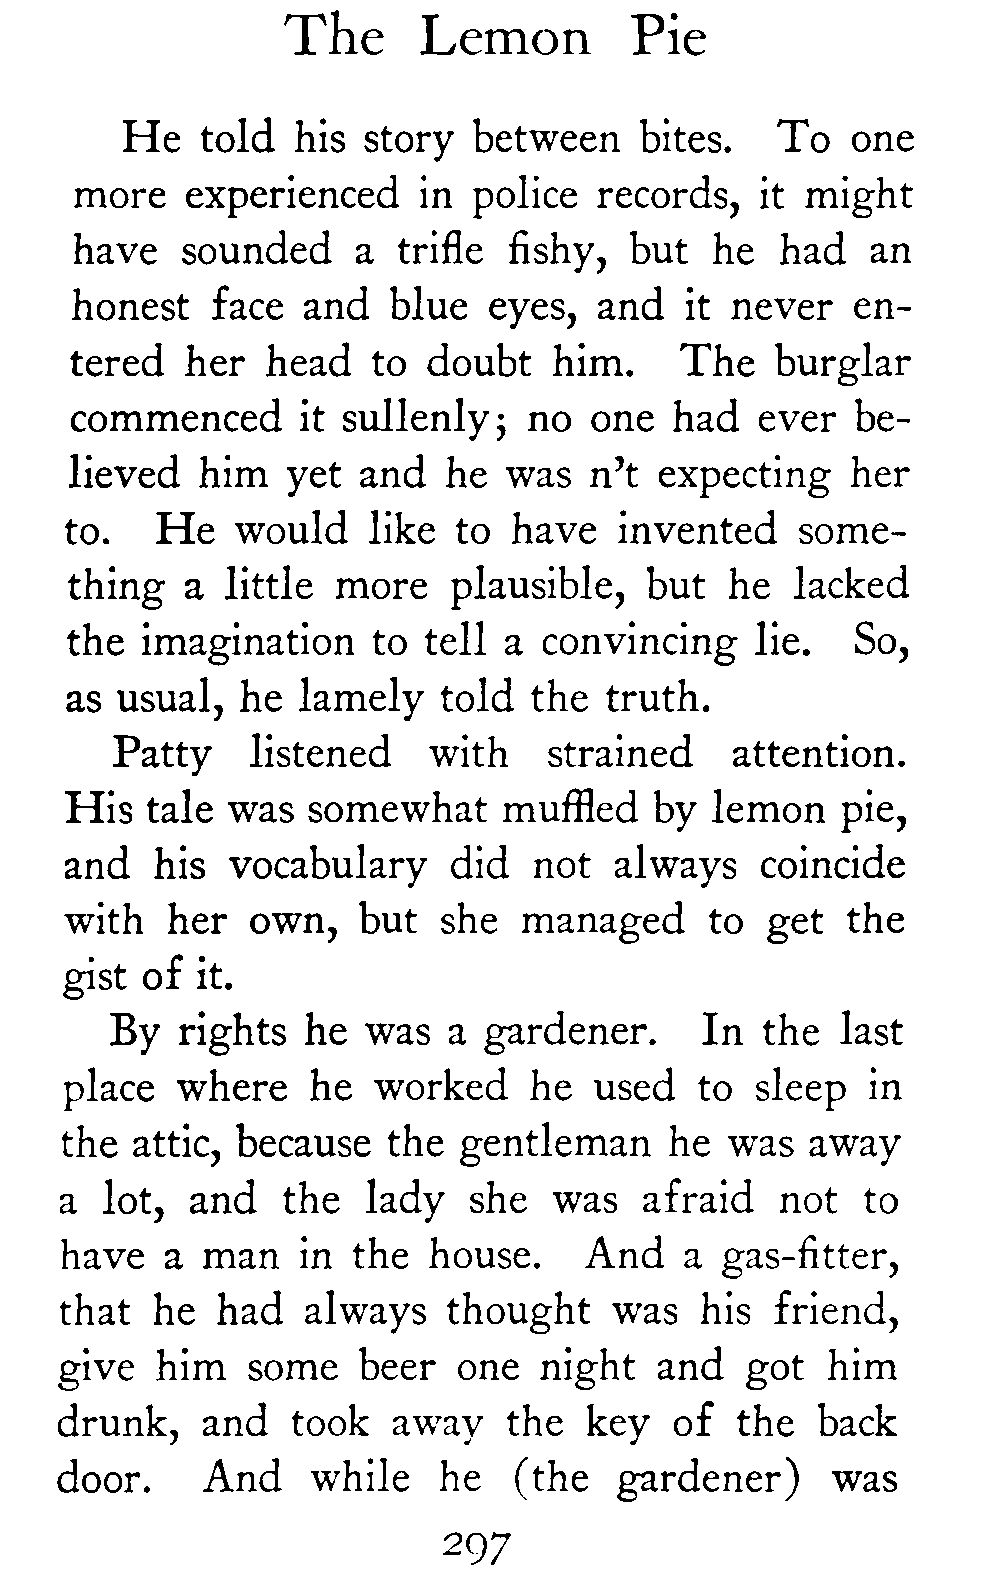 The Lemon Pie
He told his story between bites. To one
more experienced in police records, it might
have sounded a trifle fishy, but he had an
honest face and blue eyes, and it never en-
tered her head to doubt him. The burglar
commenced it sullenly; no one had ever be-
lieved him yet and he was n't expecting her
to. He would like to have invented some-
thing a little more plausible, but he lacked
the imagination to tell a convincing lie. So,
as usual, he lamely told the truth.
Patty listened with strained attention.
His tale was somewhat muffled by lemon pie,
and his vocabulary did not always coincide
with her own, but she managed to get the
gist of it.
By rights he was a gardener. In the last
place where he worked he used to sleep in
the attic, because the gentleman he was away
a lot, and the lady she was afraid not to
have a man in the house. And a gas-fitter,
that he had always thought was his friend,
give him some beer one night and got him
drunk, and took away the key of the back
door. And while he (the gardener) was
297